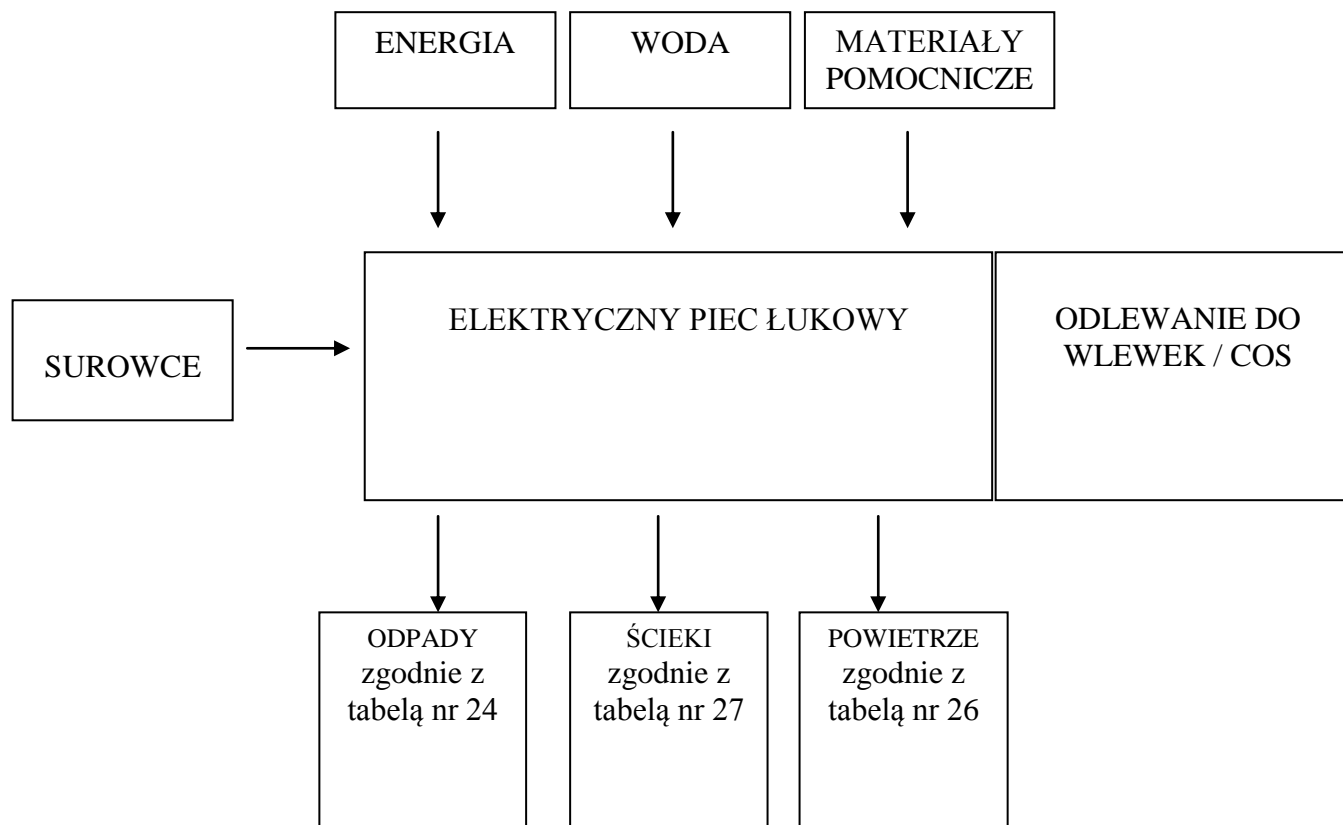 ENERGIA
WODA
MATERIAŁY
POMOCNICZE
SUROWCE
ELEKTRYCZNY PIEC ŁUKOWY
ODLEWANIE DO
WLEWEK / COS
ODPADY
zgodnie z
tabelą nr 24
ŚCIEKI
zgodnie z
tabelą nr 27
POWIETRZE
zgodnie z
tabelą nr 26